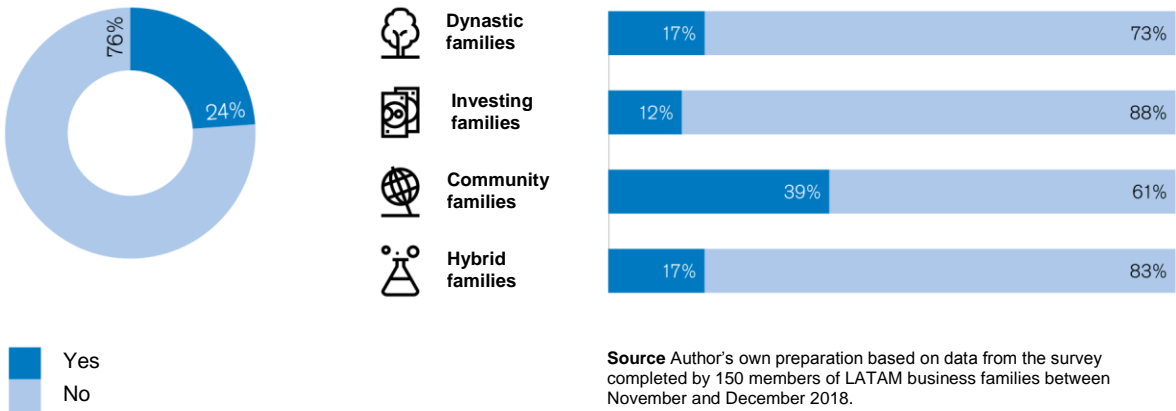 76%
24%
Dynastic
families
17%
73%
Investing
families
12%
88%
Community
families
39%
61%
Hybrid
families
17%
83%
Yes
No
Source Author's own preparation based on data from the survey
completed by 150 members of LATAM business families between
November and December 2018.